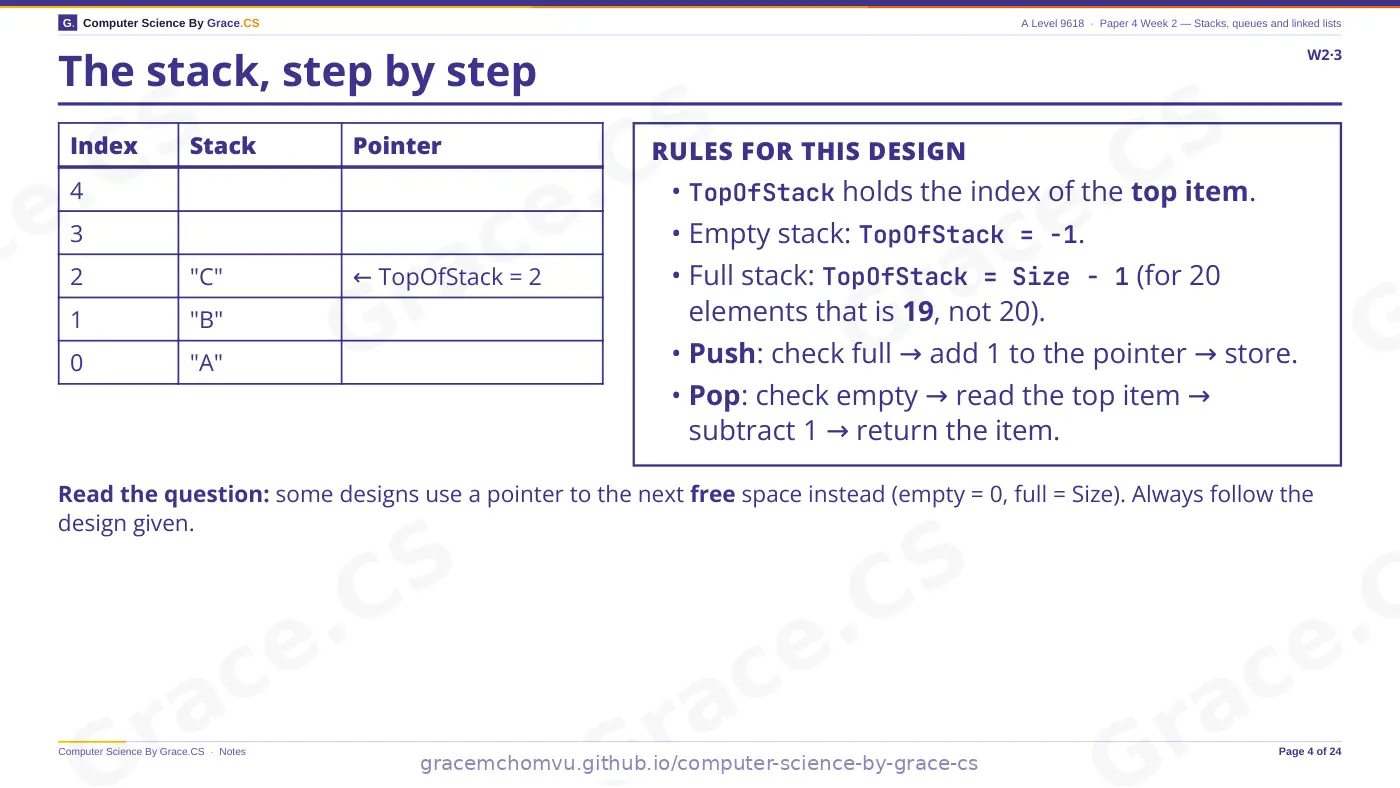 G. Computer Science By Grace.CS
A Level 9618 · Paper 4 Week 2 — Stacks, queues and linked lists
The stack, step by step
W2·3
Index Stack Pointer
4
3
2 "C" ← TopOfStack = 2
1 "B"
0 "A"
RULES FOR THIS DESIGN
• TopOfStack holds the index of the top item.
• Empty stack: TopOfStack = -1.
• Full stack: TopOfStack = Size - 1 (for 20
elements that is 19, not 20).
• Push: check full → add 1 to the pointer → store.
• Pop: check empty → read the top item →
subtract 1 → return the item.
Read the question: some designs use a pointer to the next free space instead (empty = 0, full = Size). Always follow the
design given.
Computer Science By Grace.CS · Notes
gracemchomvu.github.io/computer-science-by-grace-cs
Page 4 of 24